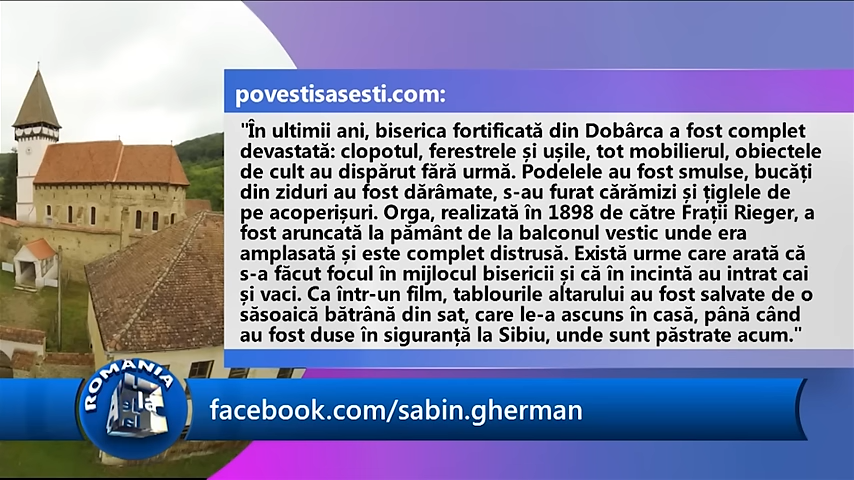 povestisasesti.com:
"În ultimii ani, biserica fortificată din Dobârca a fost complet
devastată: clopotul, ferestrele și ușile, tot mobilierul, obiectele
de cult au dispărut fără urmă. Podelele au fost smulse, bucăți
din ziduri au fost dărâmate, s-au furat cărămizi și țiglele de
pe acoperișuri. Orga, realizată în 1898 de către Frații Rieger, a
fost aruncată la pământ de la balconul vestic unde era
amplasată și este complet distrusă. Există urme care arată că
s-a făcut focul în mijlocul bisericii și că în incintă au intrat cai
și vaci. Ca într-un film, tablourile altarului au fost salvate de o
săsoaică bătrână din sat, care le-a ascuns în casă, până când
au fost duse în siguranță la Sibiu, unde sunt păstrate acum."
ROMANIA
facebook.com/sabin.gherman